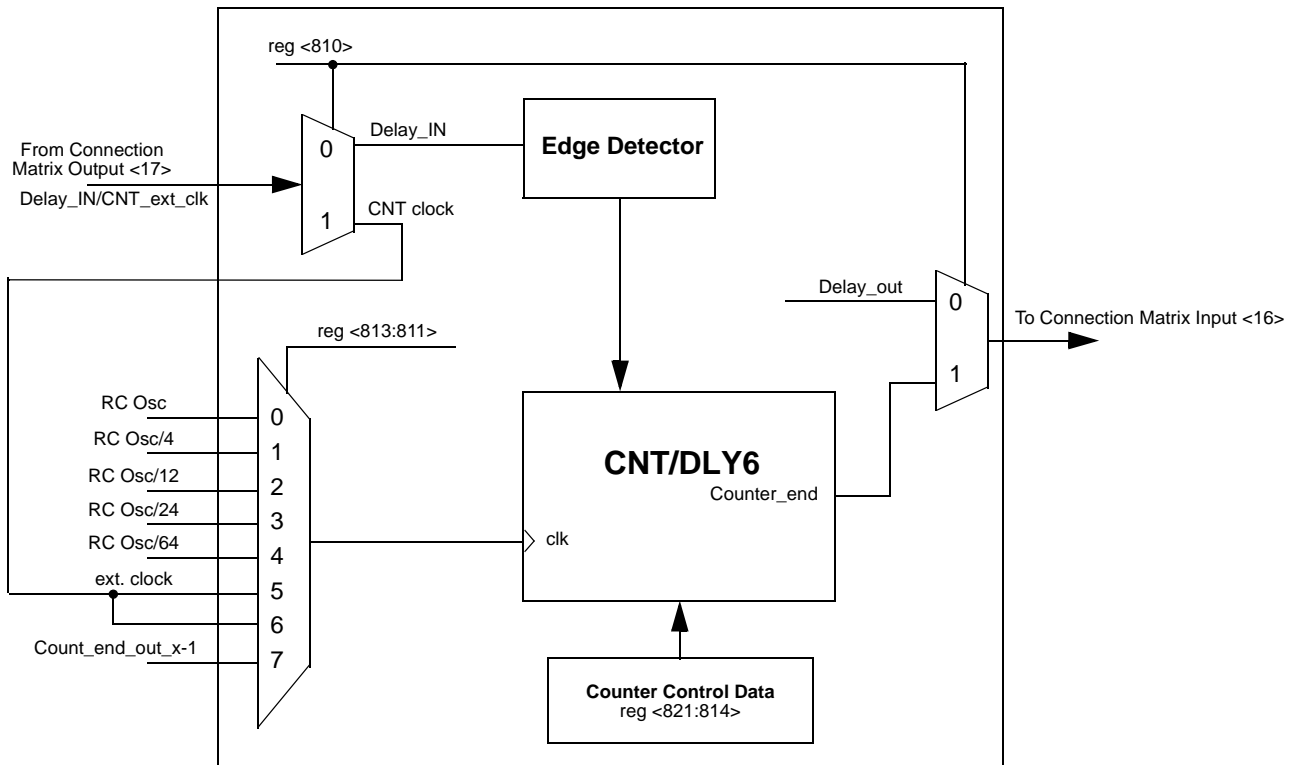 reg <810>
Delay_IN
Edge Detector
From Connection
Matrix Output <17>
Delay_IN/CNT_ext_clk
0
1
CNT clock
Delay_out
0
1
To Connection Matrix Input <16>
reg <813:811>
RC Osc
0
RC Osc/4
1
RC Osc/12
2
RC Osc/24
3
RC Osc/64
4
ext. clock
5
6
Count_end_out_x-1
7
CNT/DLY6
Counter_end
clk
Counter Control Data
reg <821:814>